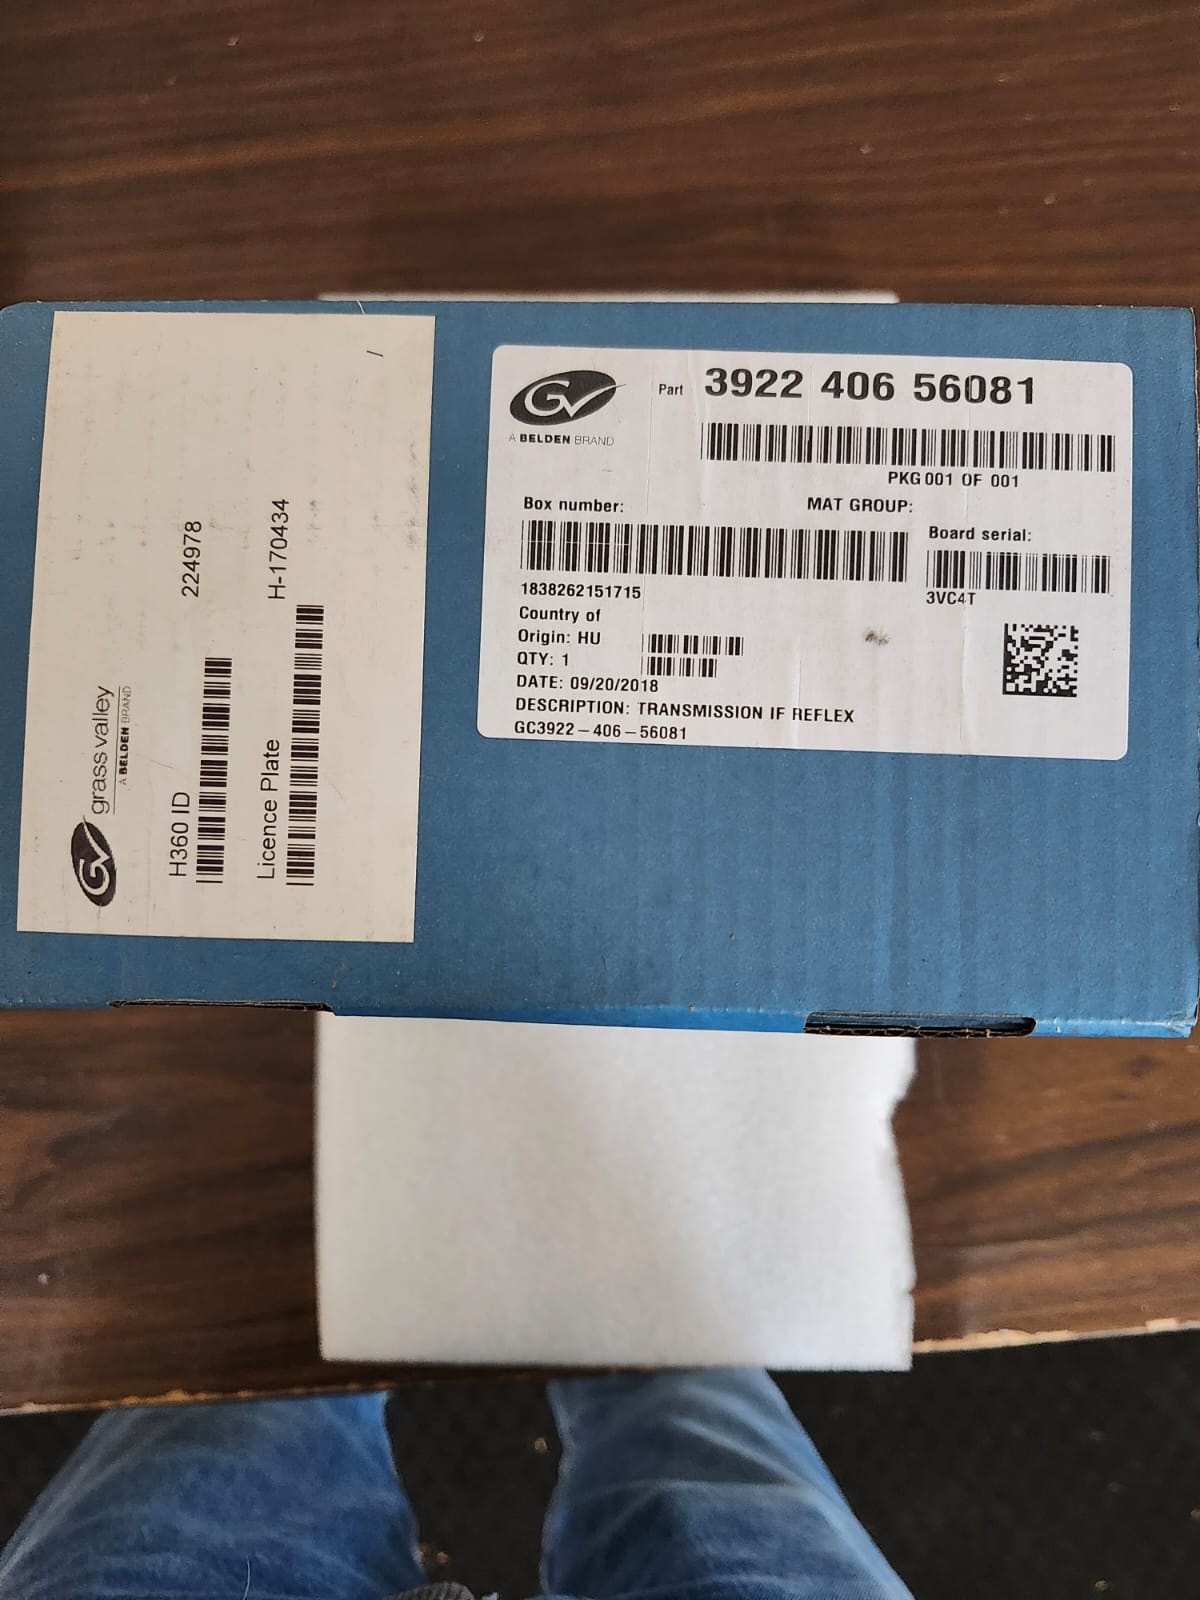 GV
A BELDEN BRAND
Part 3922 406 56081
PKG 001 OF 001
MAT GROUP:
Box number:
Board serial:
1838262151715
3VC4T
Country of
Origin: HU
QTY: 1
DATE: 09/20/2018
DESCRIPTION: TRANSMISSION IF REFLEX
GC3922-406-56081
GV grass valley
A BELDEN BRAND
H360 ID 224978
Licence Plate H-170434